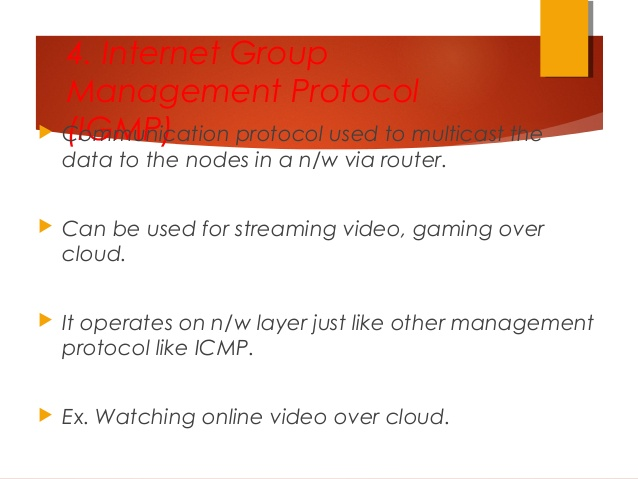 4. Internet Group
Management Protocol
(IGMP)
Communication protocol used to multicast the
data to the nodes in a n/w via router.
Can be used for streaming video, gaming over
cloud.
It operates on n/w layer just like other management
protocol like ICMP.
Ex. Watching online video over cloud.